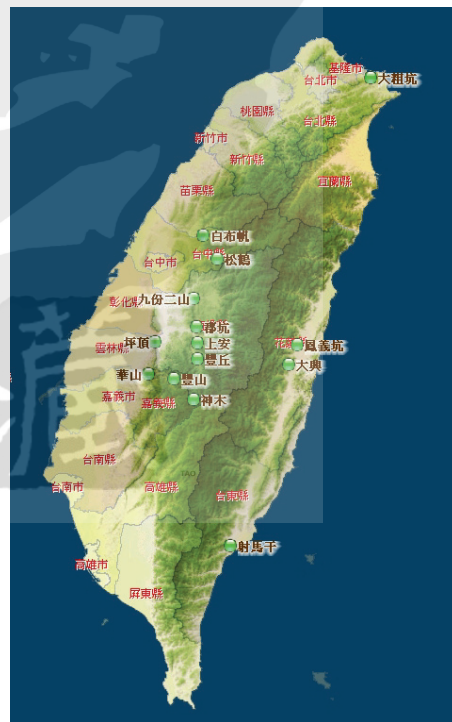 基隆市
大粗坑
台北市
桃園縣
台北縣
新竹市
新竹縣
宜蘭縣
苗栗縣
白布帆
台中縣
松鶴
台中市
九份二山
彰化縣
郡坑
坪頂
上安
花蓮縣
鳳義坑
雲林縣
豐丘
大興
華山
豐山
嘉義市
嘉義縣
神木
台南縣
台南市
高雄縣
台東縣
射馬干
高雄市
屏東縣